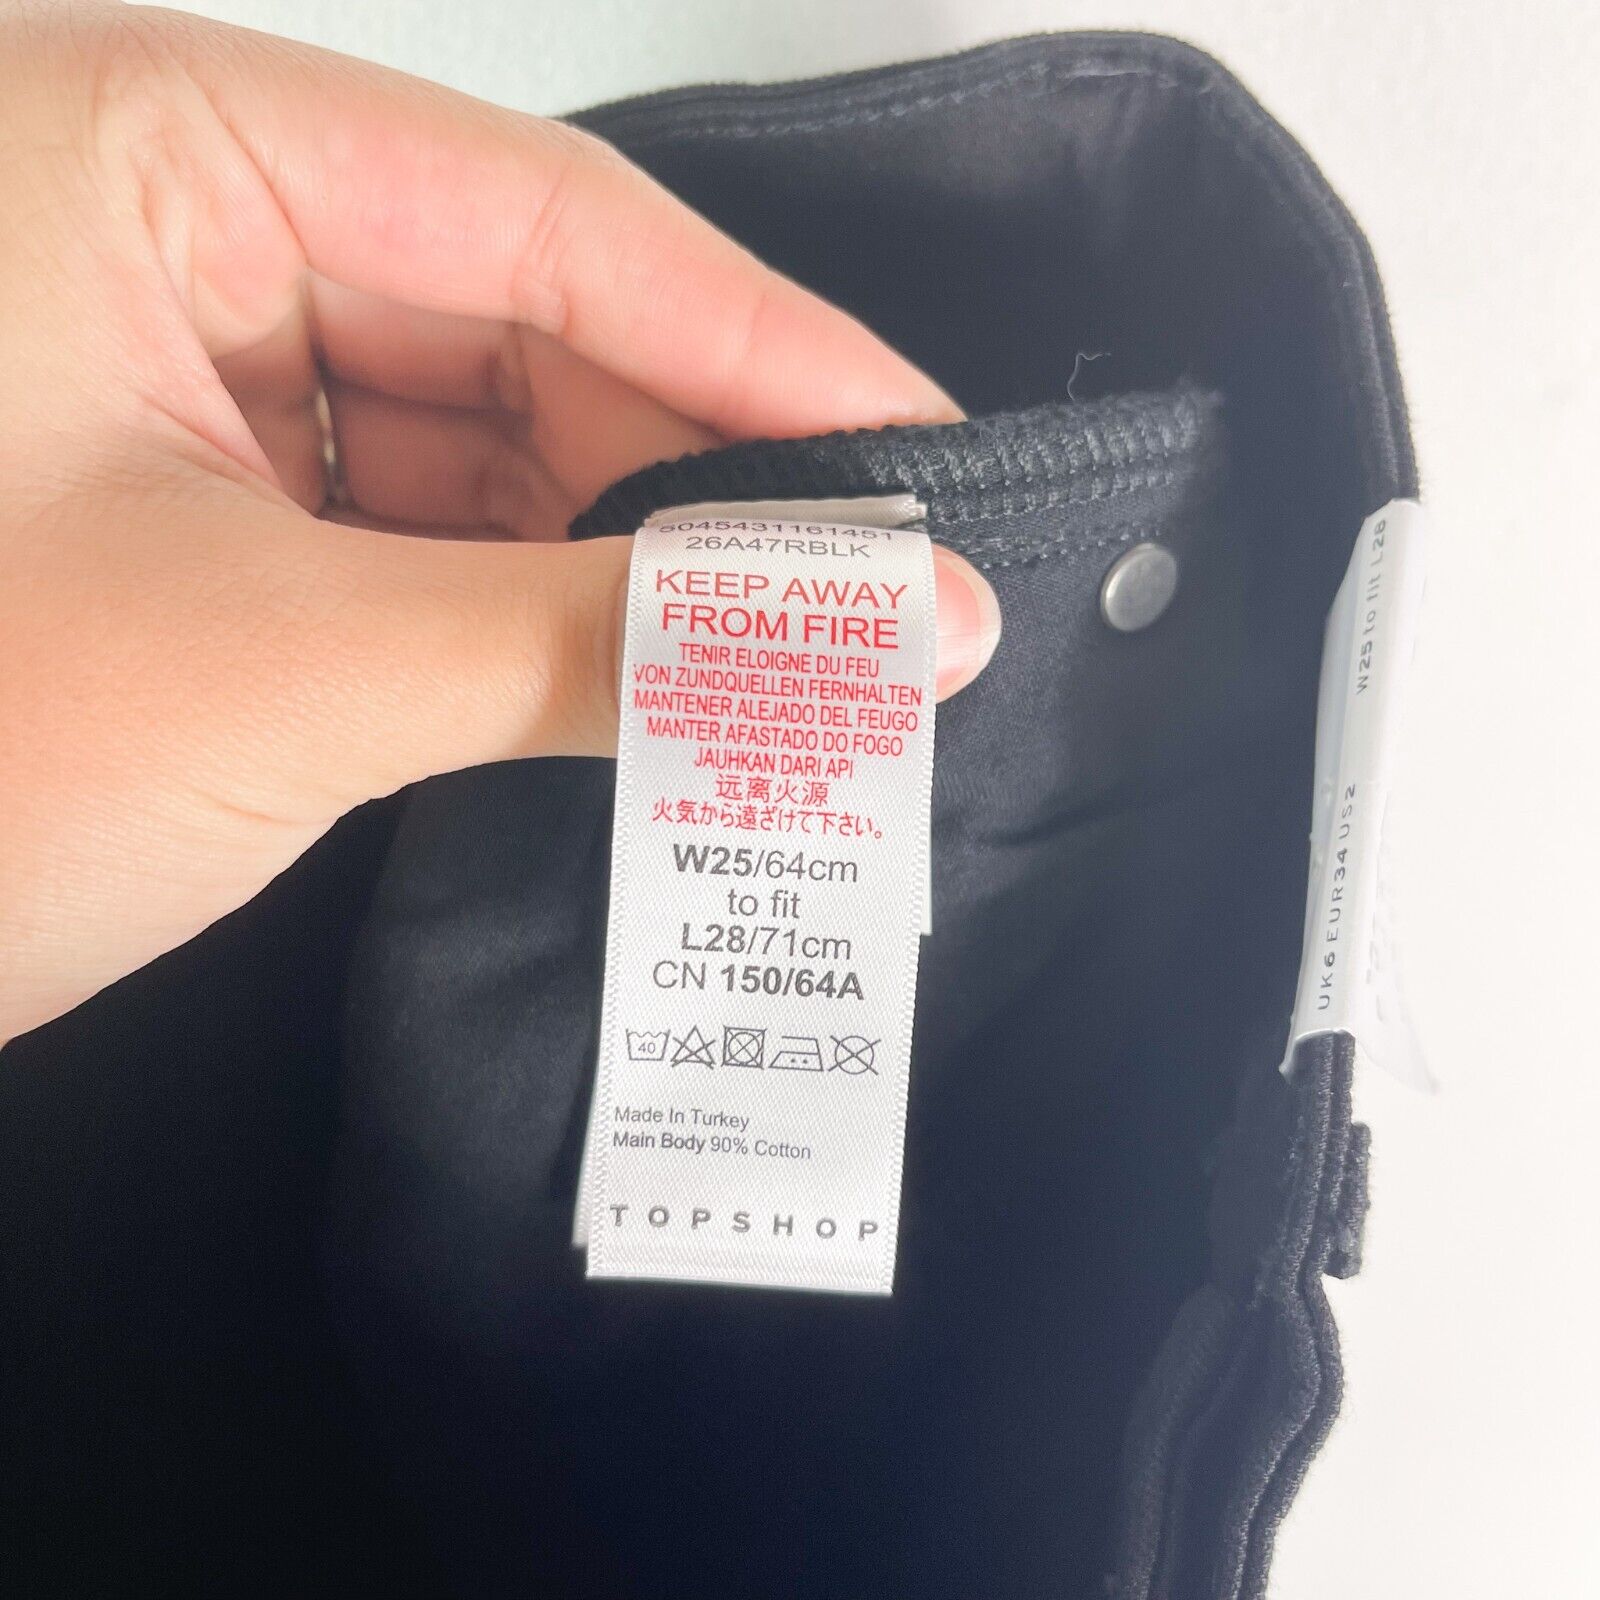 5045431161451
26A47RBLK
KEEP AWAY
FROM FIRE
TENIR ELOIGNE DU FEU
VON ZUNDQUELLEN FERNHALTEN
MANTENER ALEJADO DEL FEUGO
MANTER AFASTADO DO FOGO
JAUHKAN DARI API
远离火源
火気から遠ざけて下さい。
W25/64cm
to fit
L28/71cm
CN 150/64A
40
Made In Turkey
Main Body 90% Cotton
TOPSHOP
W25 to fit L28
UK6 EUR34 US2